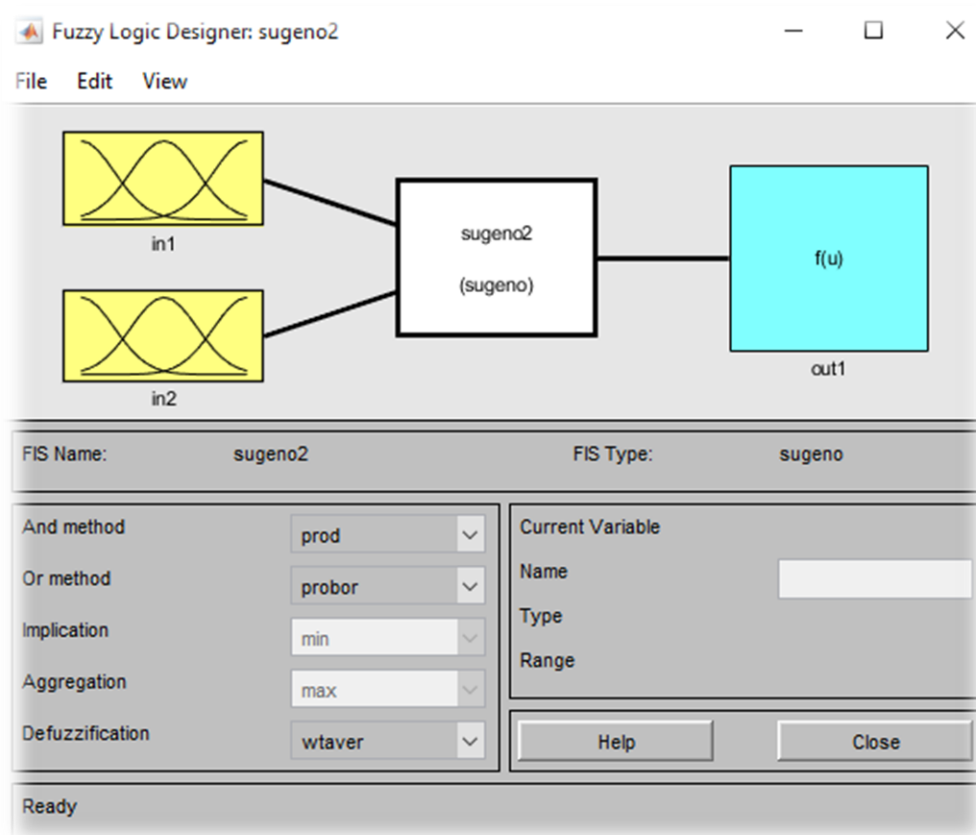 Fuzzy Logic Designer: sugeno2
File Edit View
in1
in2
sugeno2
(sugeno)
f(u)
out1
FIS Name: sugeno2 FIS Type: sugeno
And method prod
Or method probor
Implication min
Aggregation max
Defuzzification wtaver
Current Variable
Name
Type
Range
Help Close
Ready